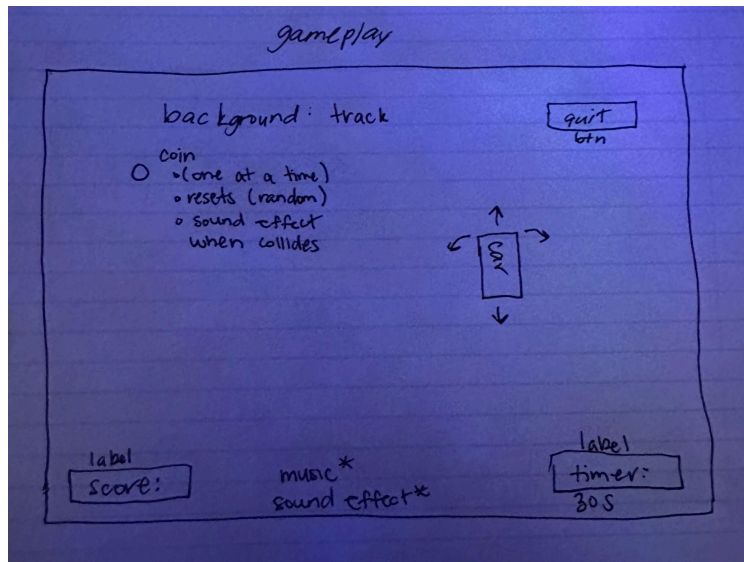 gameplay
background: track
quit
btn
coin
• (one at a time)
• resets (random)
• sound effect
when collides
car
label
score:
music*
sound effect*
label
timer:
30s